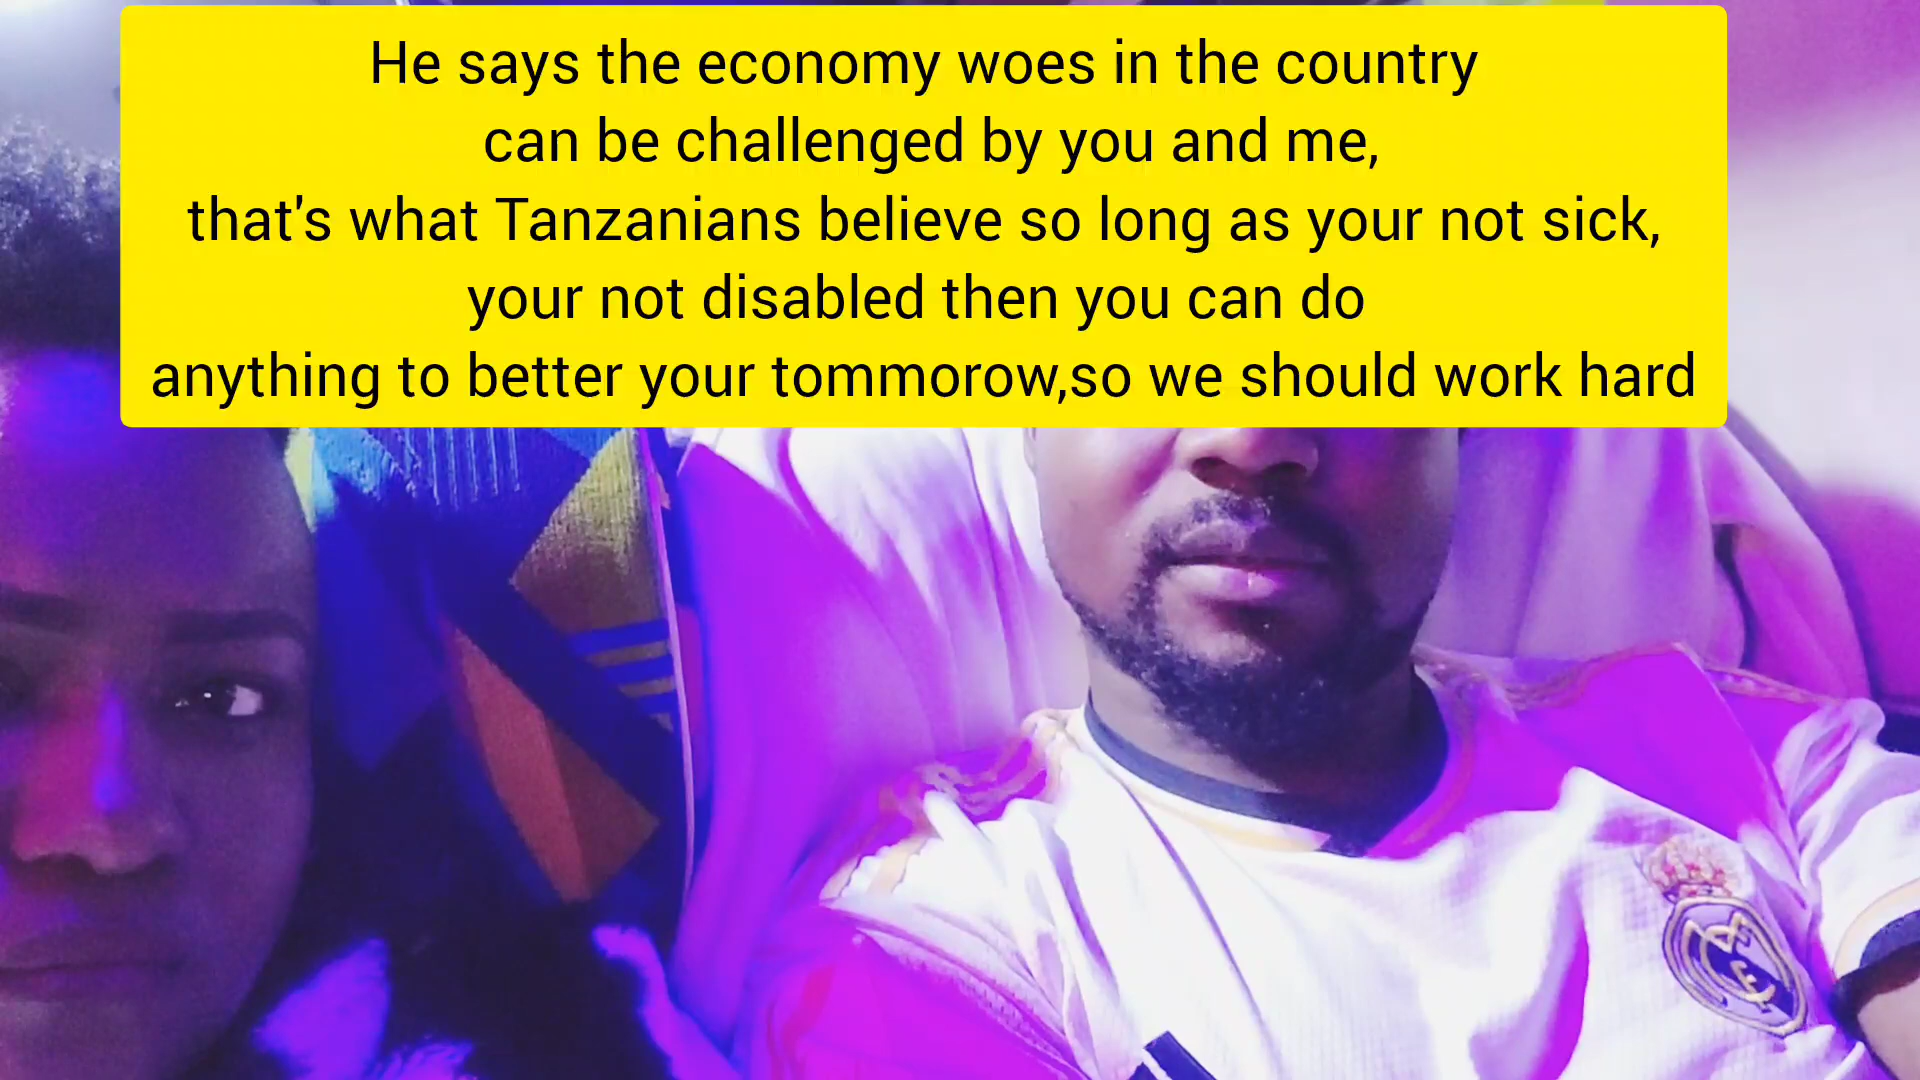 He says the economy woes in the country
can be challenged by you and me,
that's what Tanzanians believe so long as your not sick,
your not disabled then you can do
anything to better your tommorow,so we should work hard